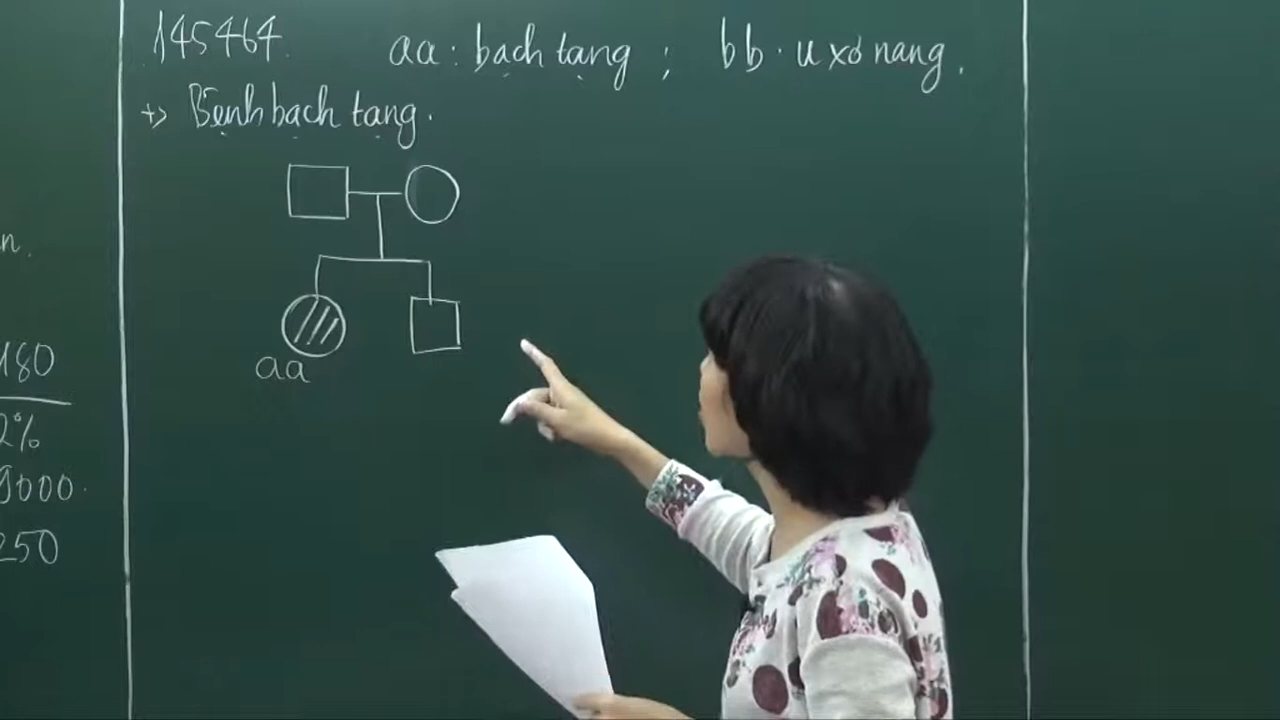 145464. aa : bạch tạng ; bb : u xơ nang.
+> Bệnh bạch tạng.
n.
180
2%
9000.
250
aa